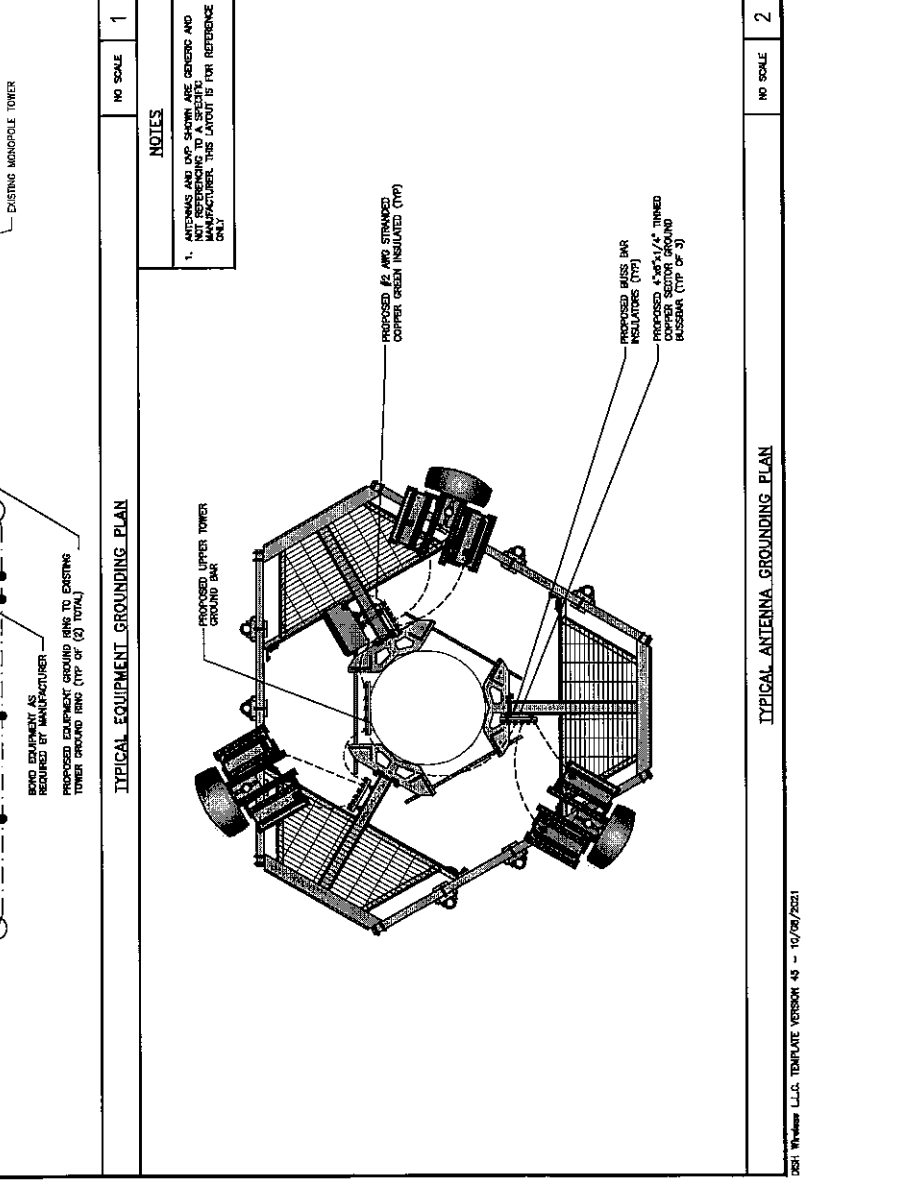 EXISTING MONOPOLE TOWER
BOND EQUIPMENT AS
REQUIRED BY MANUFACTURER
PROPOSED EQUIPMENT GROUND RING TO EXISTING
TOWER GROUND RING (TYP OF (2) TOTAL)
TYPICAL EQUIPMENT GROUNDING PLAN
NO SCALE
1
NOTES
1. ANTENNAS AND OVP SHOWN ARE GENERIC AND
NOT REFERENCING TO A SPECIFIC
MANUFACTURER. THIS LAYOUT IS FOR REFERENCE
ONLY
PROPOSED UPPER TOWER
GROUND BAR
PROPOSED #2 AWG STRANDED
COPPER GREEN INSULATED (TYP)
PROPOSED BUSS BAR
INSULATORS (TYP)
PROPOSED 4"x6"x1/4" TINNED
COPPER SECTOR GROUND
BUSSBAR (TYP OF 3)
TYPICAL ANTENNA GROUNDING PLAN
NO SCALE
2
DISH Wireless L.L.C. TEMPLATE VERSION 45 - 10/08/2021